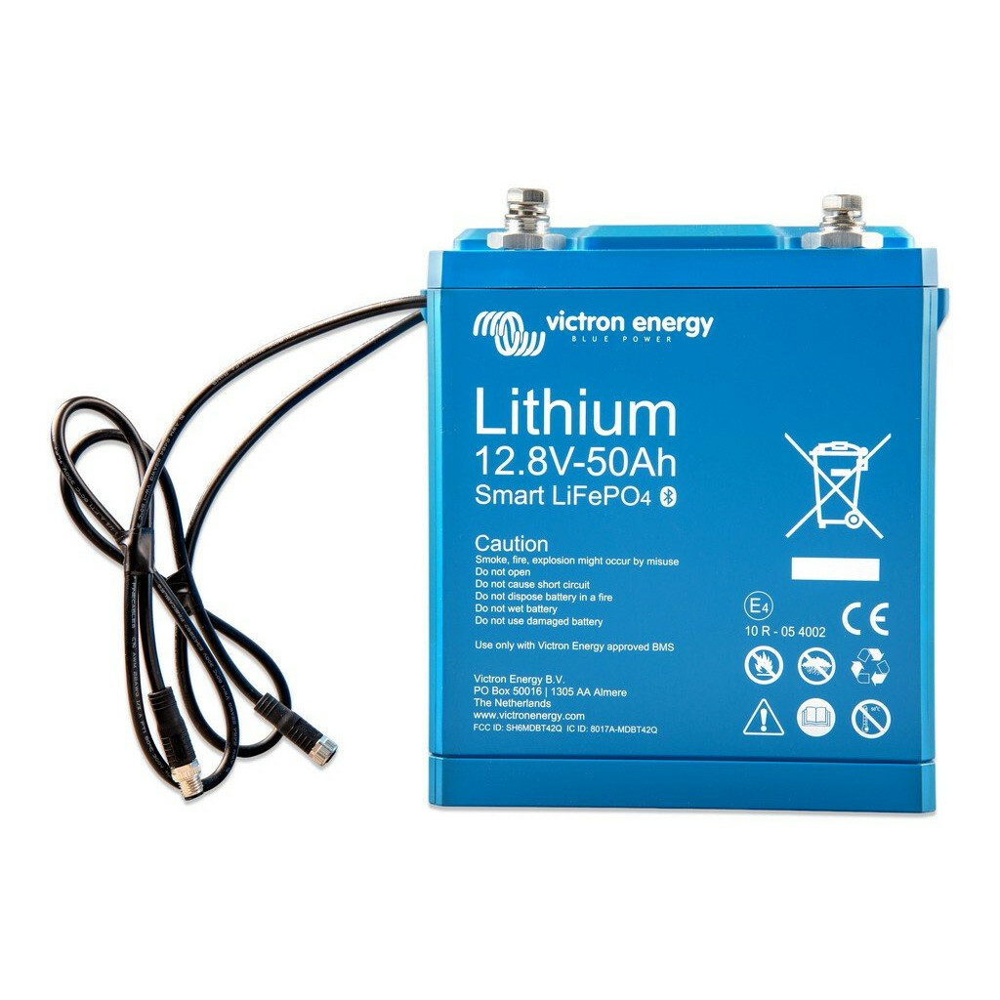 victron energy
BLUE POWER
Lithium
12.8V-50Ah
Smart LiFePO4
Caution
Smoke, fire, explosion might occur by misuse
Do not open
Do not cause short circuit
Do not dispose battery in a fire
Do not wet battery
Do not use damaged battery
Use only with Victron Energy approved BMS
Victron Energy B.V.
PO Box 50016 | 1305 AA Almere
The Netherlands
www.victronenergy.com
FCC ID: SH6MDBT42Q IC ID: 8017A-MDBT42Q
E4
10 R - 05 4002
CE